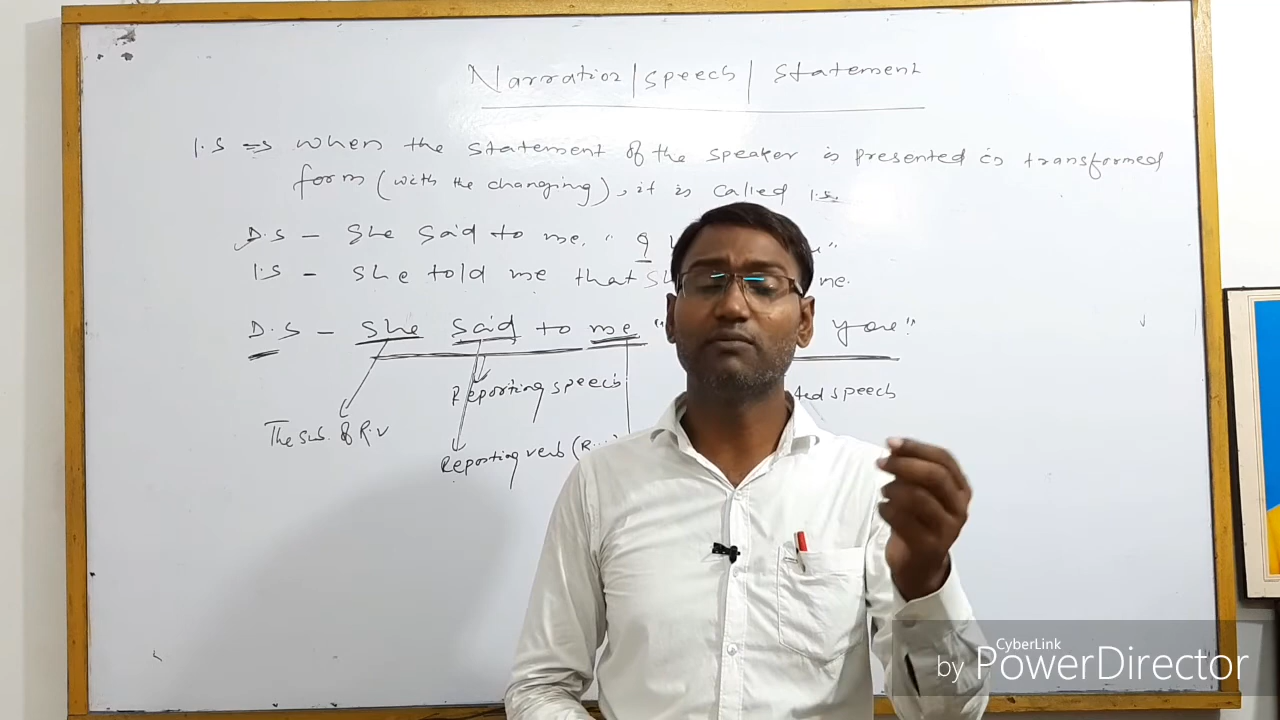 Narration/speech/statement
I.S ⇒ when the statement of the speaker is presented in transformed
form (with the changing), it is called I.S.
D.S - She said to me. " I
I.S - She told me that me.
D.S - She said to me " you"
Reporting speech speech
The sub. of R.V
Reporting verb (R.
CyberLink
by PowerDirector